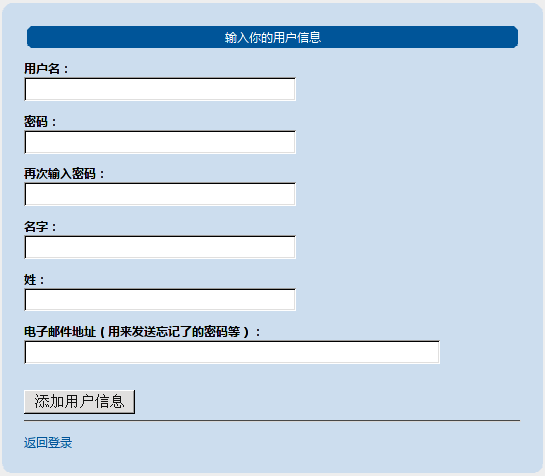 输入你的用户信息
用户名：
密码：
再次输入密码：
名字：
姓：
电子邮件地址（用来发送忘记了的密码等）：
添加用户信息
返回登录